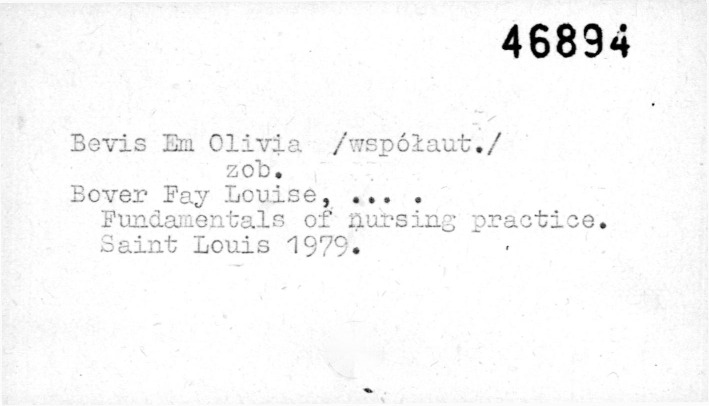 46894
Bevis Em Olivia /współaut./
zob.
Bover Fay Louise, ... .
Fundamentals of nursing practice.
Saint Louis 1979.